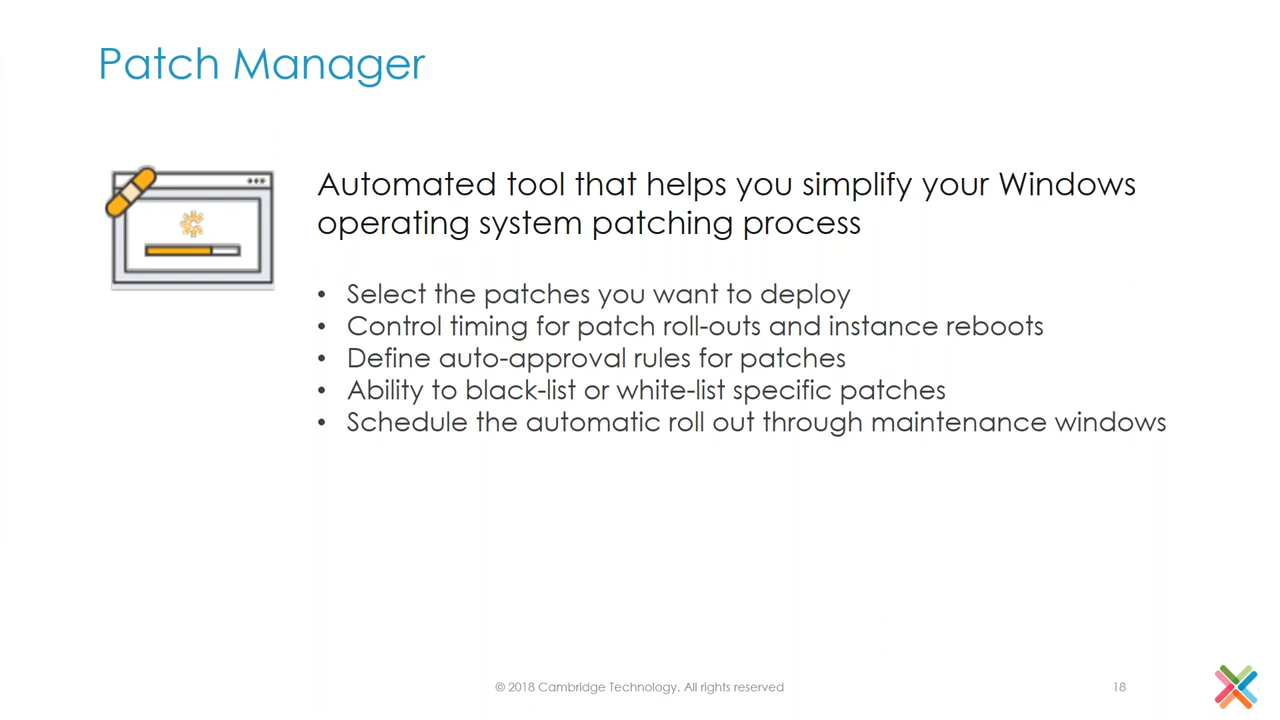 Patch Manager
Automated tool that helps you simplify your Windows
operating system patching process
• Select the patches you want to deploy
• Control timing for patch roll-outs and instance reboots
• Define auto-approval rules for patches
• Ability to black-list or white-list specific patches
• Schedule the automatic roll out through maintenance windows
© 2018 Cambridge Technology. All rights reserved
18